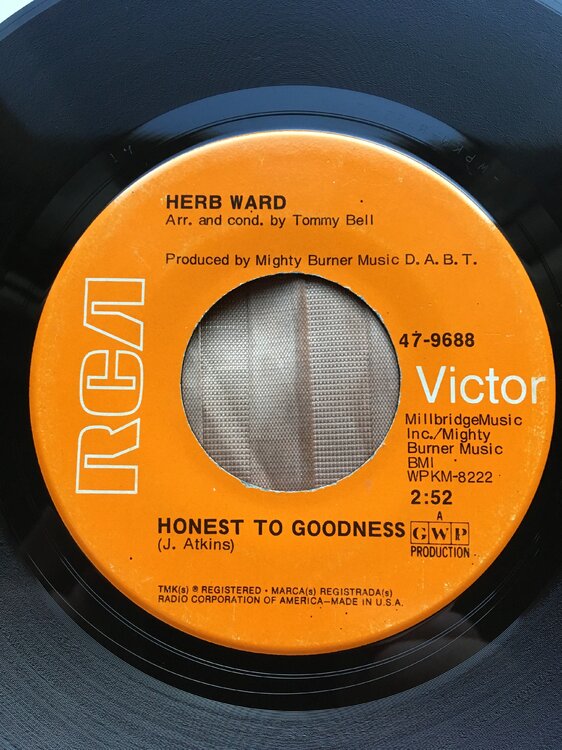 HERB WARD
Arr. and cond. by Tommy Bell
Produced by Mighty Burner Music D. A. B. T.
RCA
47-9688
Victor
MillbridgeMusic
Inc./Mighty
Burner Music
BMI
WPKM-8222
2:52
HONEST TO GOODNESS
(J. Atkins)
A
GWP
PRODUCTION
TMK(s) ® REGISTERED • MARCA(s) REGISTRADA(s)
RADIO CORPORATION OF AMERICA—MADE IN U.S.A.